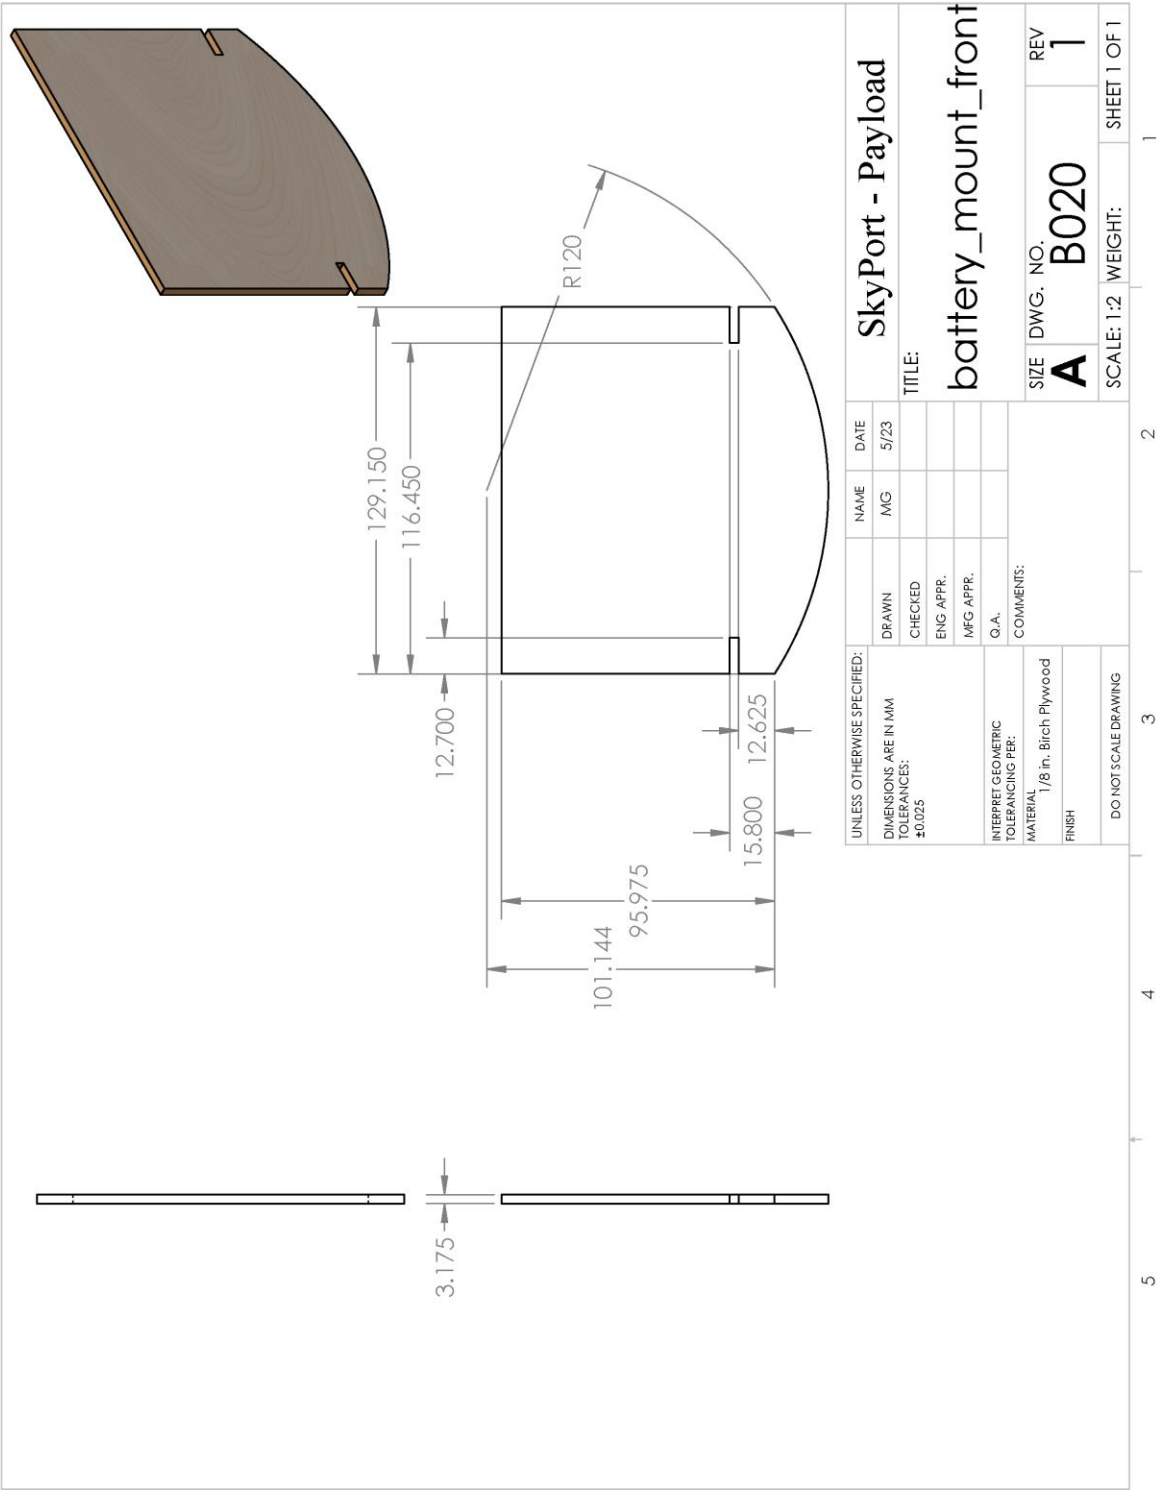 R120
129.150
116.450
12.700
12.625
15.800
95.975
101.144
3.175
UNLESS OTHERWISE SPECIFIED:
DIMENSIONS ARE IN MM
TOLERANCES:
±0.025
INTERPRET GEOMETRIC
TOLERANCING PER:
MATERIAL
1/8 in. Birch Plywood
FINISH
DO NOT SCALE DRAWING
NAME DATE
DRAWN MG 5/23
CHECKED
ENG APPR.
MFG APPR.
Q.A.
COMMENTS:
SkyPort - Payload
TITLE:
battery_mount_front
SIZE DWG. NO. REV
A B020 1
SCALE: 1:2 WEIGHT: SHEET 1 OF 1
5 4 3 2 1